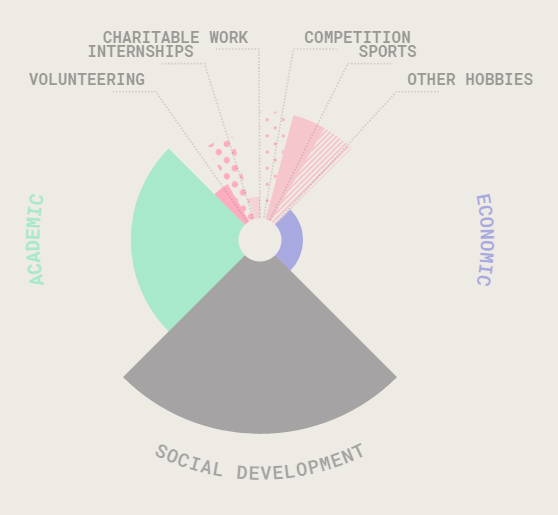 CHARITABLE WORK
COMPETITION
INTERNSHIPS
SPORTS
VOLUNTEERING
OTHER HOBBIES
ACADEMIC
ECONOMIC
SOCIAL DEVELOPMENT